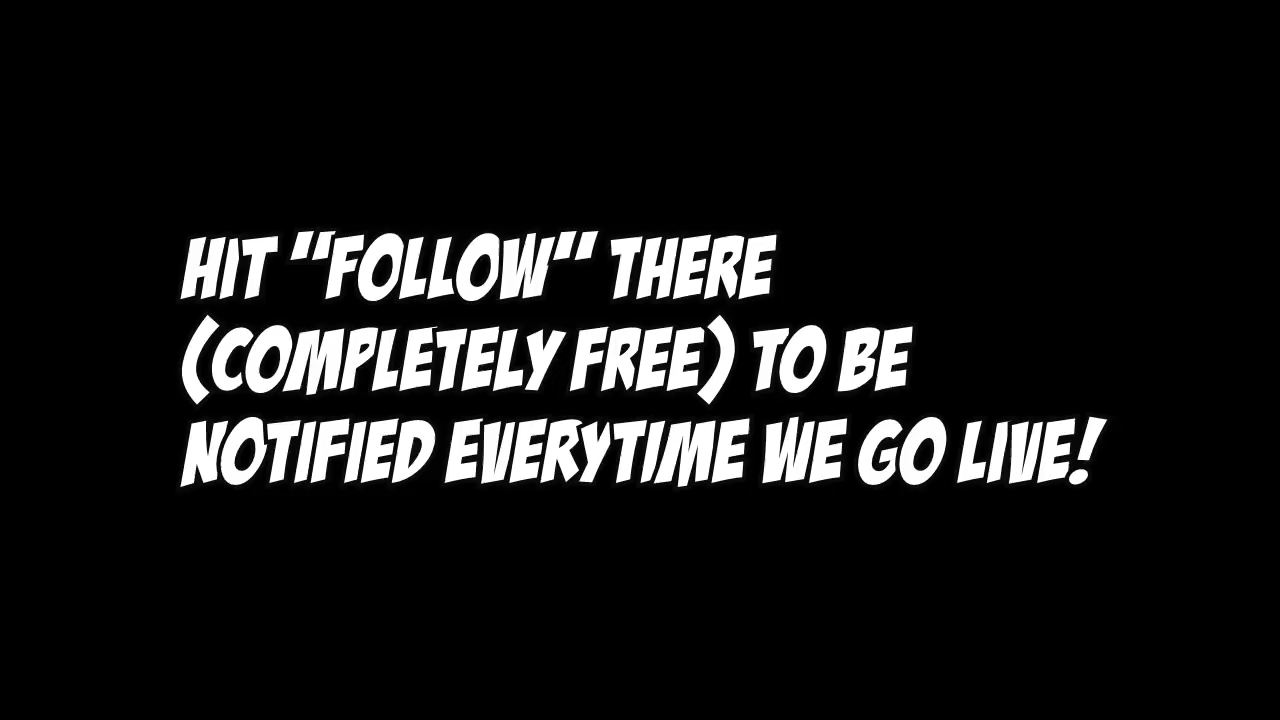 HIT "FOLLOW" THERE
(COMPLETELY FREE) TO BE
NOTIFIED EVERYTIME WE GO LIVE!